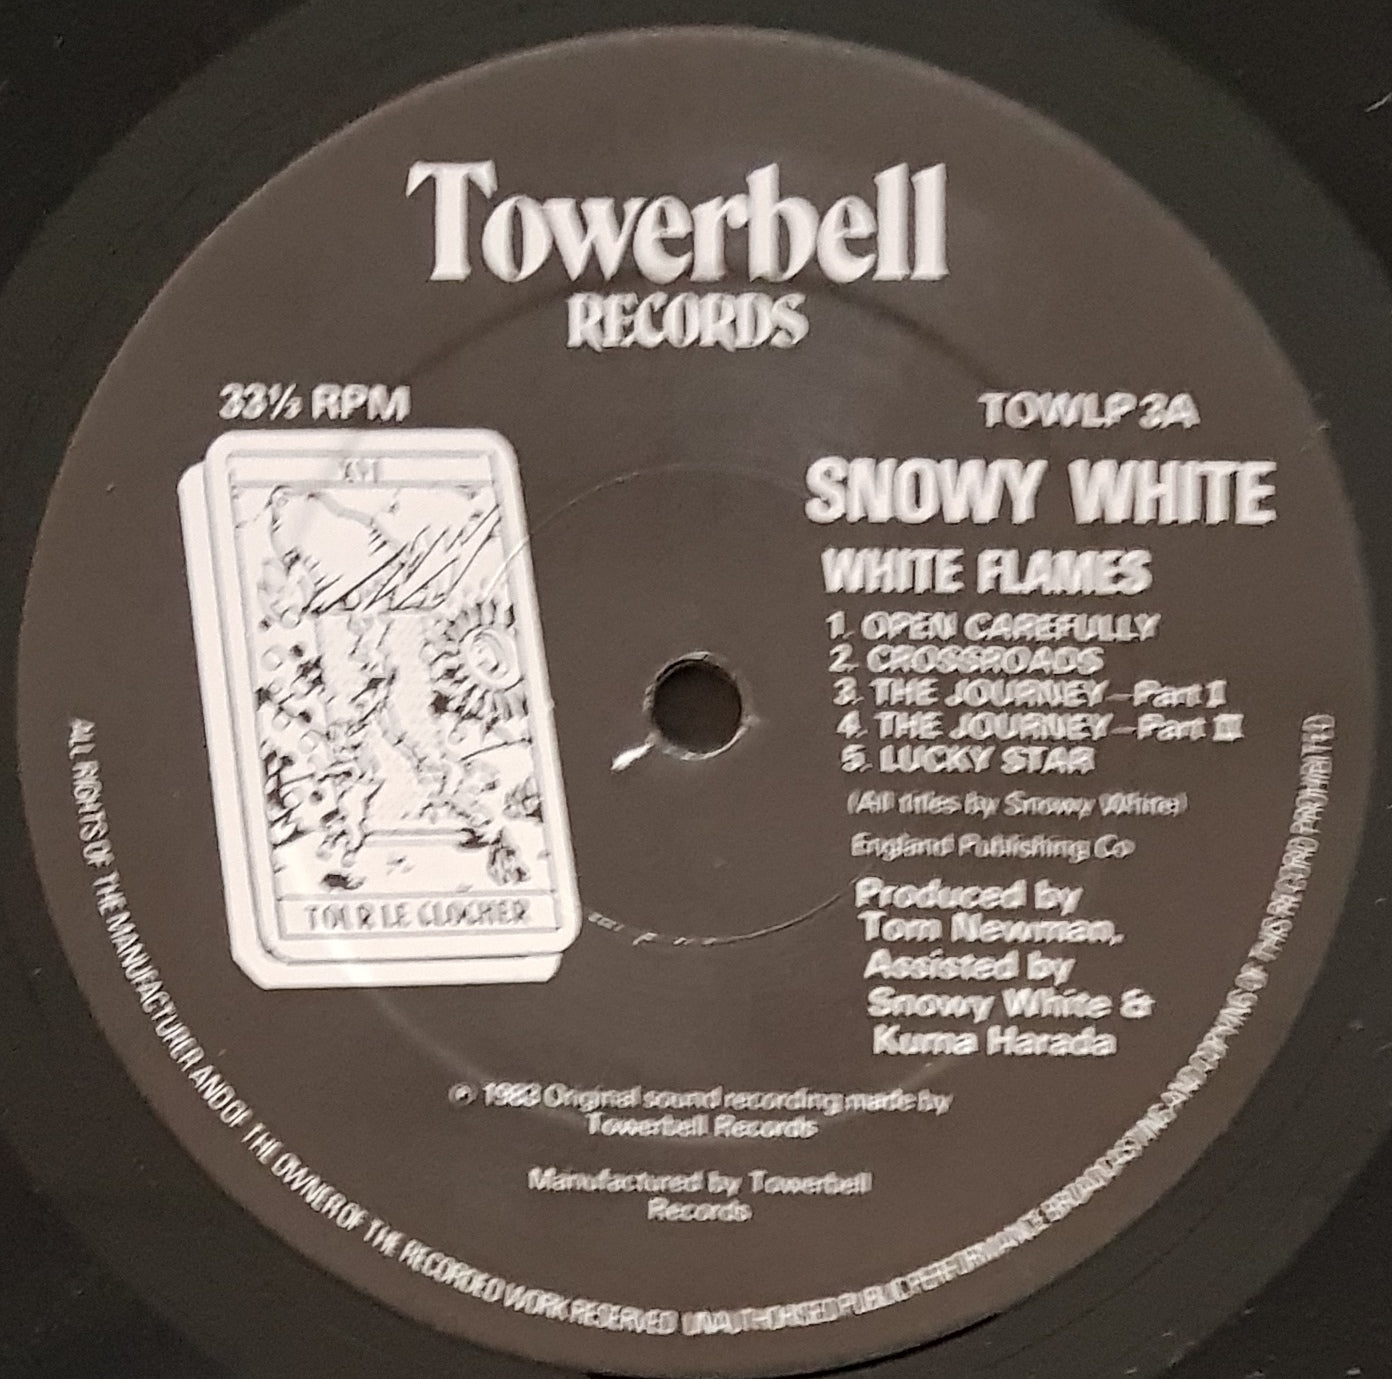 Towerbell
RECORDS
33⅓ RPM
TOWLP 3A
XVI
TOUR LE CLOCHER
SNOWY WHITE
WHITE FLAMES
1. OPEN CAREFULLY
2. CROSSROADS
3. THE JOURNEY—Part I
4. THE JOURNEY—Part II
5. LUCKY STAR
(All titles by Snowy White)
England Publishing Co
Produced by
Tom Newman,
Assisted by
Snowy White &
Kuma Harada
℗ 1983 Original sound recording made by
Towerbell Records
Manufactured by Towerbell
Records
ALL RIGHTS OF THE MANUFACTURER AND OF THE OWNER OF THE RECORDED WORK RESERVED UNAUTHORISED PUBLIC PERFORMANCE BROADCASTING AND COPYING OF THIS RECORD PROHIBITED